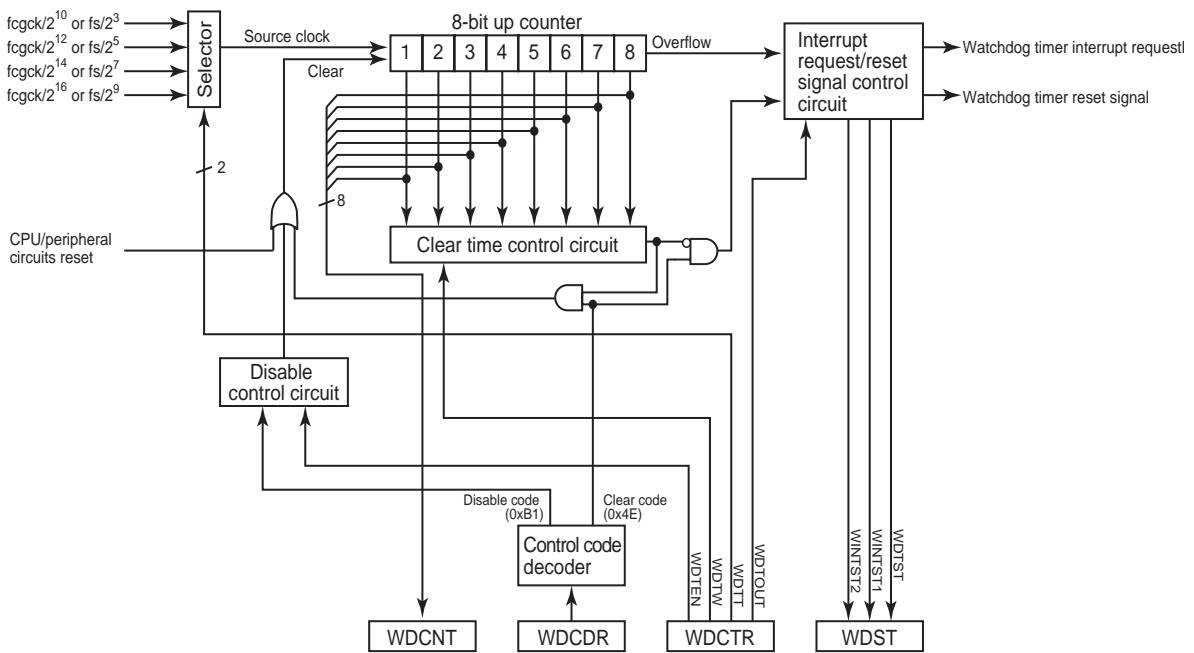 8-bit up counter
fcgck/2^10 or fs/2^3
fcgck/2^12 or fs/2^5
fcgck/2^14 or fs/2^7
fcgck/2^16 or fs/2^9
Selector
Source clock
Clear
1 2 3 4 5 6 7 8
Overflow
Interrupt
request/reset
signal control
circuit
Watchdog timer interrupt requestl
Watchdog timer reset signal
2
8
CPU/peripheral
circuits reset
Clear time control circuit
Disable
control circuit
Disable code
(0xB1)
Clear code
(0x4E)
Control code
decoder
WDTEN
WDTW
WDTT
WDTOUT
WINTST2
WINTST1
WDTST
WDCNT
WDCDR
WDCTR
WDST